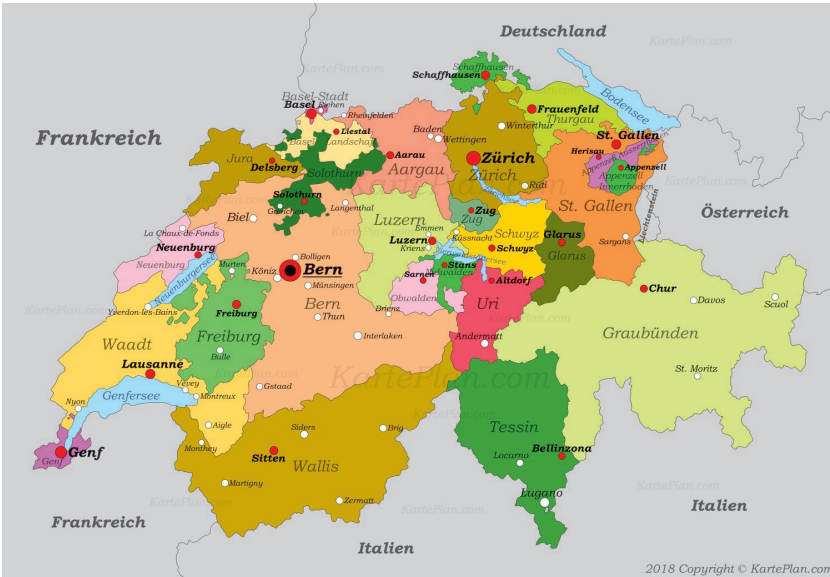 Deutschland
KartePlan.com
KartePlan.com
Schaffhausen
Schaffhausen
Bodensee
Basel-Stadt
Basel
Riehen
Rheinfelden
Frauenfeld
Thurgau
Frankreich
Liestal
Basel
Landschaft
Baden
Wettingen
Winterthur
St. Gallen
Herisau
Appenzell
Appenzell
Innerrhoden
Jura
Delsberg
Aarau
Aargau
Zürich
Zürich
Rüti
Solothurn
Solothurn
Grenchen
Langenthal
Luzern
Zug
Zug
St. Gallen
Liechtenstein
Österreich
Biel
La Chaux-de-Fonds
Neuenburg
Neuenburg
Neuenburgersee
Emmen
Luzern
Kriens
Küssnacht
Schwyz
Schwyz
Glarus
Glarus
Sargans
Murten
Bolligen
Köniz
Bern
Münsingen
Sarnen
Obwalden
Stans
Nidwalden
Altdorf
Uri
Chur
Davos
Scuol
Yverdon-les-Bains
Freiburg
Freiburg
Bern
Thun
Brienz
Interlaken
Andermatt
Graubünden
Waadt
Bulle
Lausanne
KartePlan.com
St. Moritz
Vevey
Montreux
Gstaad
Genfersee
Nyon
Aigle
Monthey
Siders
Brig
Tessin
Genf
Genf
Sitten
Wallis
Locarno
Bellinzona
Martigny
Zermatt
Lugano
Frankreich
Italien
Italien
2018 Copyright © KartePlan.com